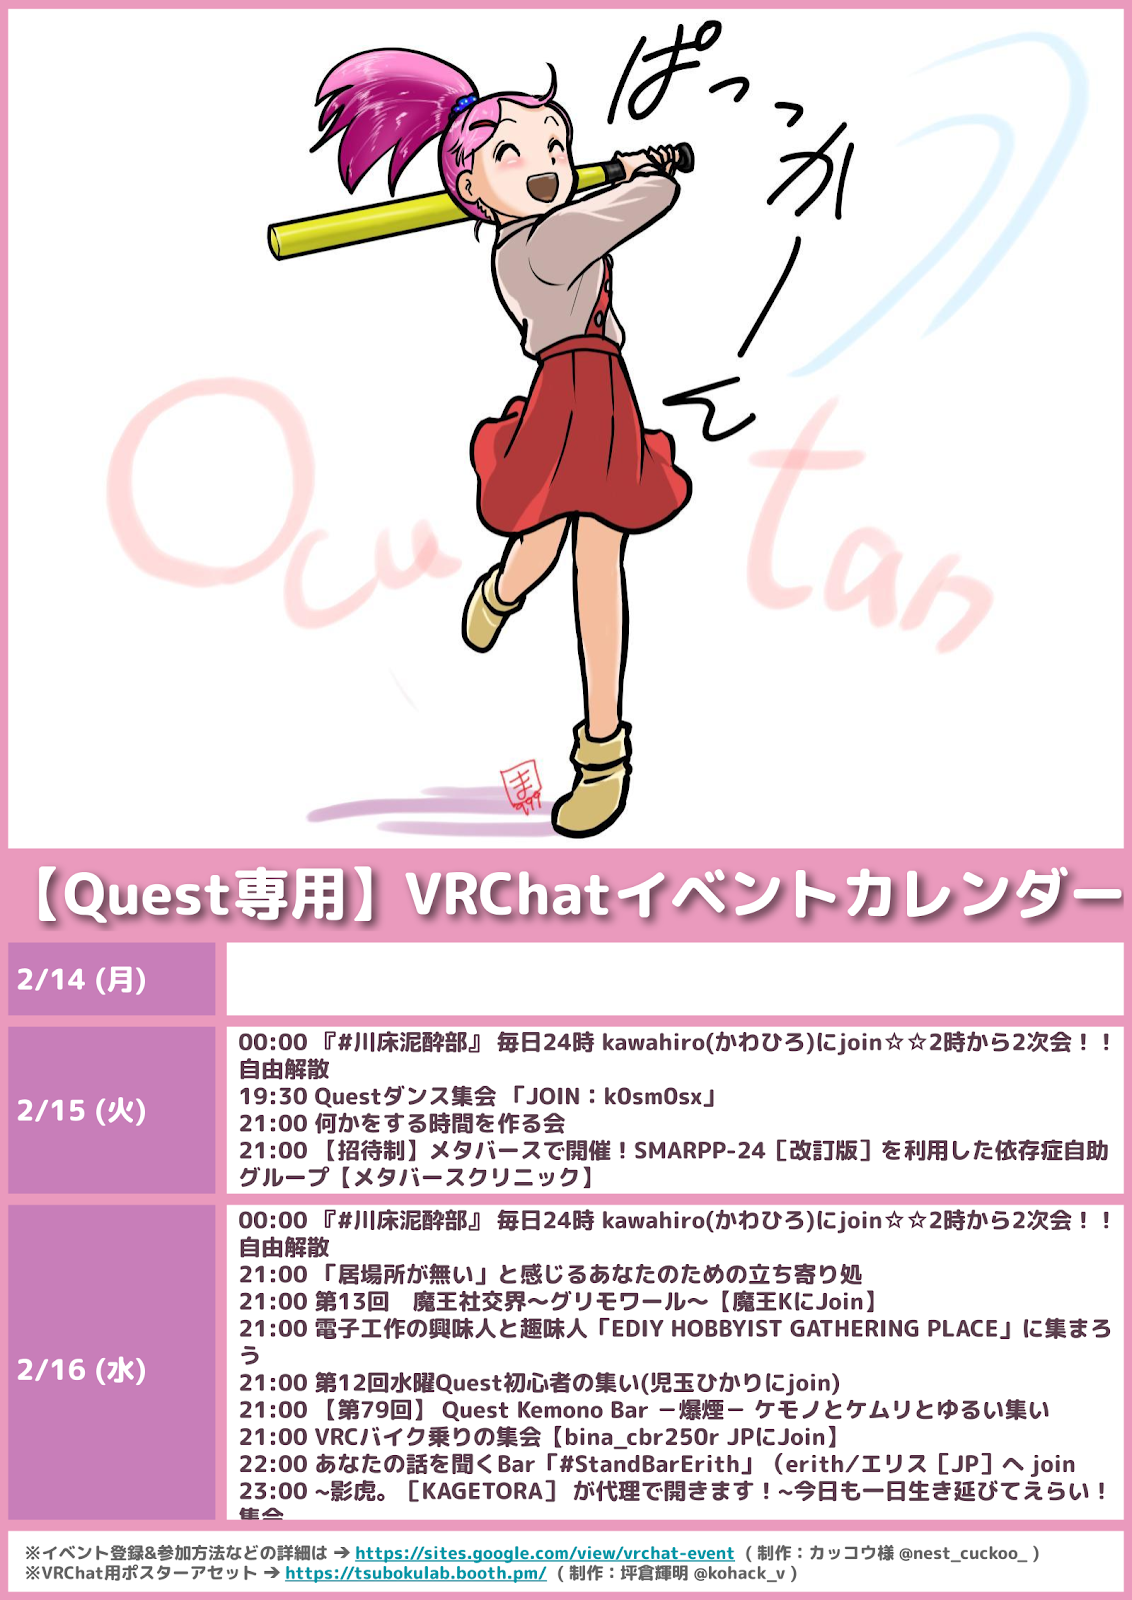 ぱっっかーーん
Ocu tan
ま
999
【Quest専用】VRChatイベントカレンダー
2/14 (月)
2/15 (火)
00:00 『#川床泥酔部』 毎日24時 kawahiro(かわひろ)にjoin☆☆2時から2次会！！
自由解散
19:30 Questダンス集会 「JOIN：k0sm0sx」
21:00 何かをする時間を作る会
21:00 【招待制】メタバースで開催！SMARPP-24［改訂版］を利用した依存症自助
グループ【メタバースクリニック】
2/16 (水)
00:00 『#川床泥酔部』 毎日24時 kawahiro(かわひろ)にjoin☆☆2時から2次会！！
自由解散
21:00 「居場所が無い」と感じるあなたのための立ち寄り処
21:00 第13回　魔王社交界～グリモワール～【魔王KにJoin】
21:00 電子工作の興味人と趣味人「EDIY HOBBYIST GATHERING PLACE」に集まろ
う
21:00 第12回水曜Quest初心者の集い(児玉ひかりにjoin)
21:00 【第79回】 Quest Kemono Bar －爆煙－ ケモノとケムリとゆるい集い
21:00 VRCバイク乗りの集会【bina_cbr250r JPにJoin】
22:00 あなたの話を聞くBar「#StandBarErith」（erith/エリス［JP］へ join
23:00 ~影虎。［KAGETORA］ が代理で開きます！~今日も一日生き延びてえらい！
集会
※イベント登録&参加方法などの詳細は ➔ https://sites.google.com/view/vrchat-event ( 制作：カッコウ様 @nest_cuckoo_ )
※VRChat用ポスターアセット ➔ https://tsubokulab.booth.pm/ ( 制作：坪倉輝明 @kohack_v )